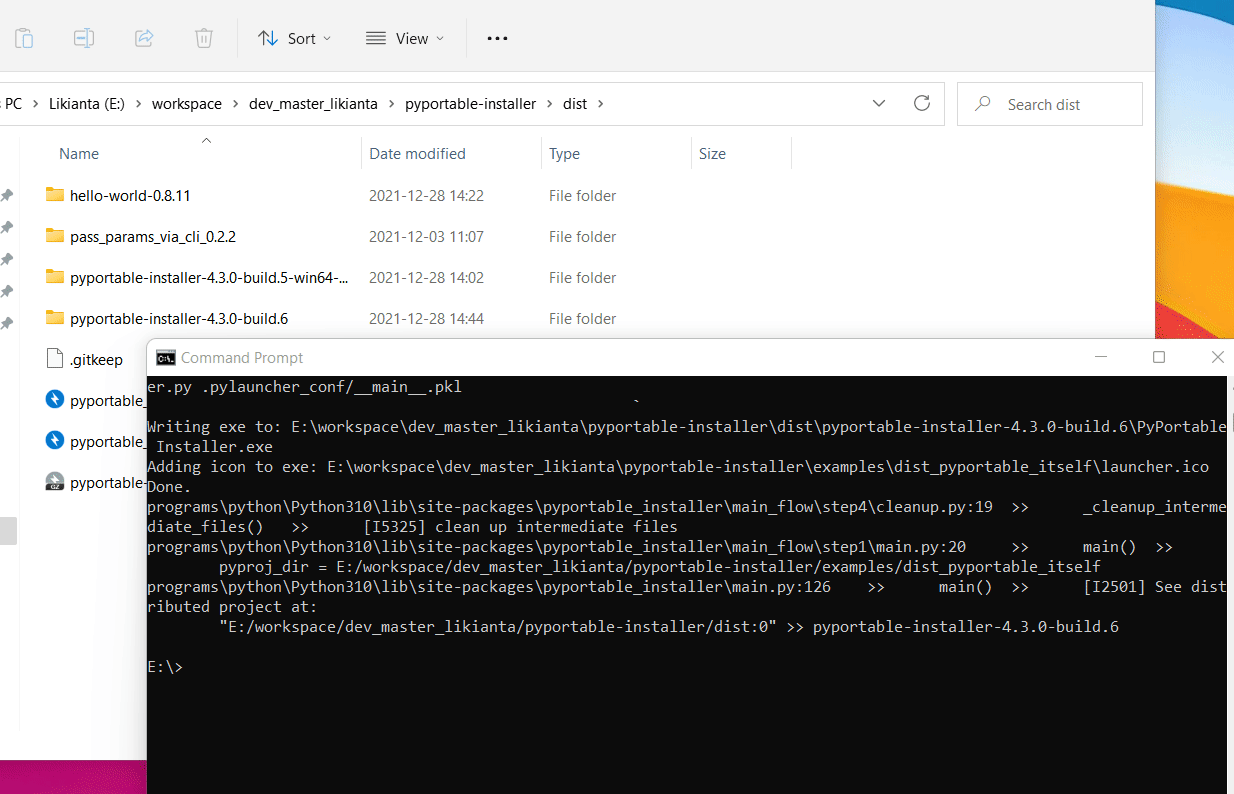 Sort
View
PC > Likianta (E:) > workspace > dev_master_likianta > pyportable-installer > dist >
Search dist
Name Date modified Type Size
hello-world-0.8.11 2021-12-28 14:22 File folder
pass_params_via_cli_0.2.2 2021-12-03 11:07 File folder
pyportable-installer-4.3.0-build.5-win64-... 2021-12-28 14:02 File folder
pyportable-installer-4.3.0-build.6 2021-12-28 14:44 File folder
.gitkeep
pyportable_
pyportable_
pyportable-
Command Prompt
er.py .pylauncher_conf/__main__.pkl
Writing exe to: E:\workspace\dev_master_likianta\pyportable-installer\dist\pyportable-installer-4.3.0-build.6\PyPortable
Installer.exe
Adding icon to exe: E:\workspace\dev_master_likianta\pyportable-installer\examples\dist_pyportable_itself\launcher.ico
Done.
programs\python\Python310\lib\site-packages\pyportable_installer\main_flow\step4\cleanup.py:19 >> _cleanup_interme
diate_files() >> [I5325] clean up intermediate files
programs\python\Python310\lib\site-packages\pyportable_installer\main_flow\step1\main.py:20 >> main() >>
pyproj_dir = E:/workspace/dev_master_likianta/pyportable-installer/examples/dist_pyportable_itself
programs\python\Python310\lib\site-packages\pyportable_installer\main.py:126 >> main() >> [I2501] See dist
ributed project at:
"E:/workspace/dev_master_likianta/pyportable-installer/dist:0" >> pyportable-installer-4.3.0-build.6
E:\>